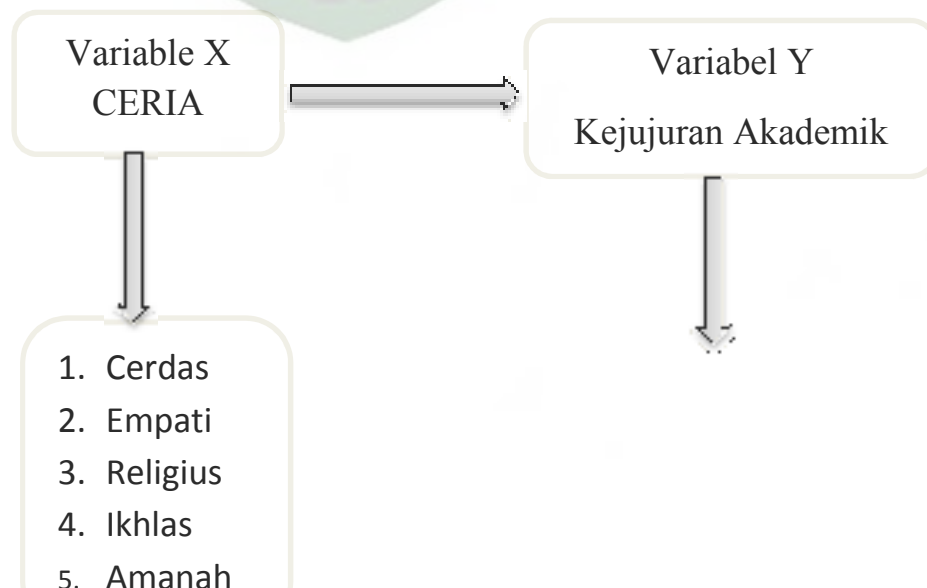 Variable X
CERIA
Variabel Y
Kejujuran Akademik
1. Cerdas
2. Empati
3. Religius
4. Ikhlas
5. Amanah